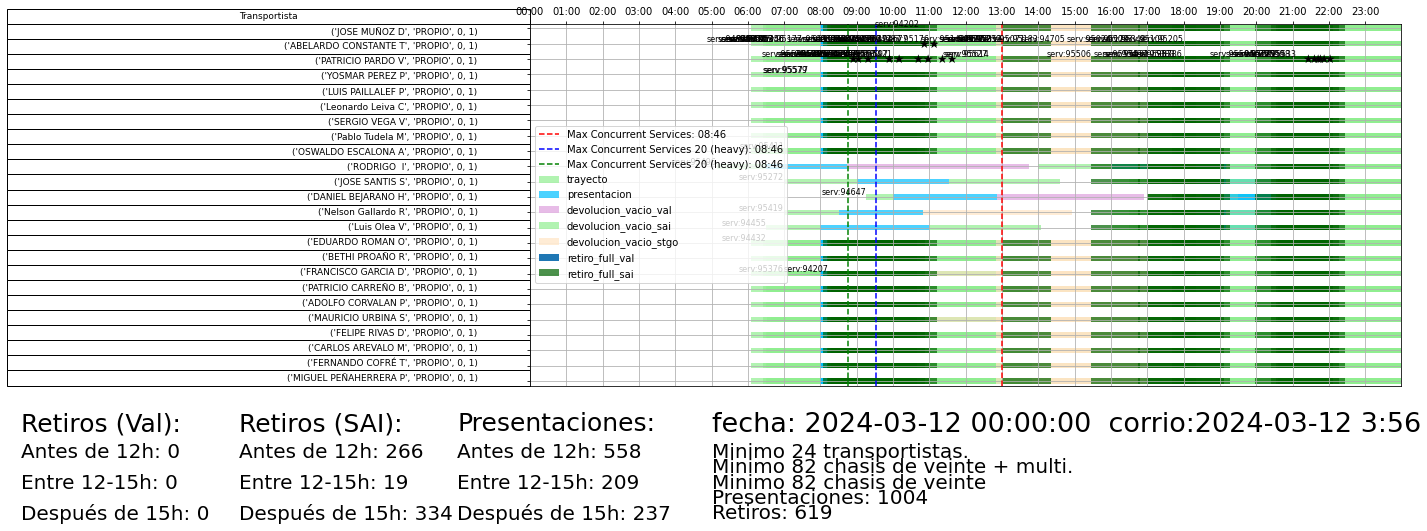 Transportista
00:00 01:00 02:00 03:00 04:00 05:00 06:00 07:00 08:00 09:00 10:00 11:00 12:00 13:00 14:00 15:00 16:00 17:00 18:00 19:00 20:00 21:00 22:00 23:00
('JOSE MUÑOZ D', 'PROPIO', 0, 1)
('ABELARDO CONSTANTE T', 'PROPIO', 0, 1)
('PATRICIO PARDO V', 'PROPIO', 0, 1)
('YOSMAR PEREZ P', 'PROPIO', 0, 1)
('LUIS PAILLALEF P', 'PROPIO', 0, 1)
('Leonardo Leiva C', 'PROPIO', 0, 1)
('SERGIO VEGA V', 'PROPIO', 0, 1)
('Pablo Tudela M', 'PROPIO', 0, 1)
('OSWALDO ESCALONA A', 'PROPIO', 0, 1)
('RODRIGO  I', 'PROPIO', 0, 1)
('JOSE SANTIS S', 'PROPIO', 0, 1)
('DANIEL BEJARANO H', 'PROPIO', 0, 1)
('Nelson Gallardo R', 'PROPIO', 0, 1)
('Luis Olea V', 'PROPIO', 0, 1)
('EDUARDO ROMAN O', 'PROPIO', 0, 1)
('BETHI PROAÑO R', 'PROPIO', 0, 1)
('FRANCISCO GARCIA D', 'PROPIO', 0, 1)
('PATRICIO CARREÑO B', 'PROPIO', 0, 1)
('ADOLFO CORVALAN P', 'PROPIO', 0, 1)
('MAURICIO URBINA S', 'PROPIO', 0, 1)
('FELIPE RIVAS D', 'PROPIO', 0, 1)
('CARLOS AREVALO M', 'PROPIO', 0, 1)
('FERNANDO COFRÉ T', 'PROPIO', 0, 1)
('MIGUEL PEÑAHERRERA P', 'PROPIO', 0, 1)
serv:94202
serv:95506
serv:95579
serv:95272
serv:94647
serv:95419
serv:94455
serv:94432
serv:95376
serv:94207
Max Concurrent Services: 08:46
Max Concurrent Services 20 (heavy): 08:46
Max Concurrent Services 20 (heavy): 08:46
trayecto
presentacion
devolucion_vacio_val
devolucion_vacio_sai
devolucion_vacio_stgo
retiro_full_val
retiro_full_sai
Retiros (Val):
Antes de 12h: 0
Entre 12-15h: 0
Después de 15h: 0
Retiros (SAI):
Antes de 12h: 266
Entre 12-15h: 19
Después de 15h: 334
Presentaciones:
Antes de 12h: 558
Entre 12-15h: 209
Después de 15h: 237
fecha: 2024-03-12 00:00:00  corrio:2024-03-12 3:56
Minimo 24 transportistas.
Minimo 82 chasis de veinte + multi.
Minimo 82 chasis de veinte
Presentaciones: 1004
Retiros: 619